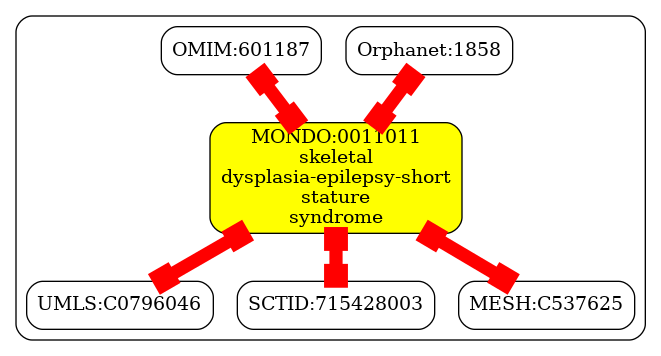 OMIM:601187
Orphanet:1858
MONDO:0011011
skeletal
dysplasia-epilepsy-short
stature
syndrome
UMLS:C0796046
SCTID:715428003
MESH:C537625